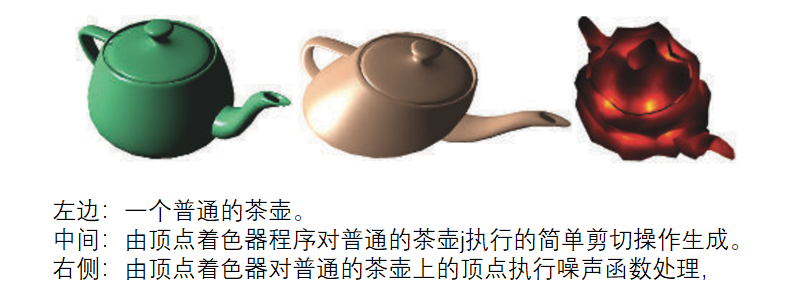 左边：一个普通的茶壶。
中间：由顶点着色器程序对普通的茶壶j执行的简单剪切操作生成。
右侧：由顶点着色器对普通的茶壶上的顶点执行噪声函数处理，